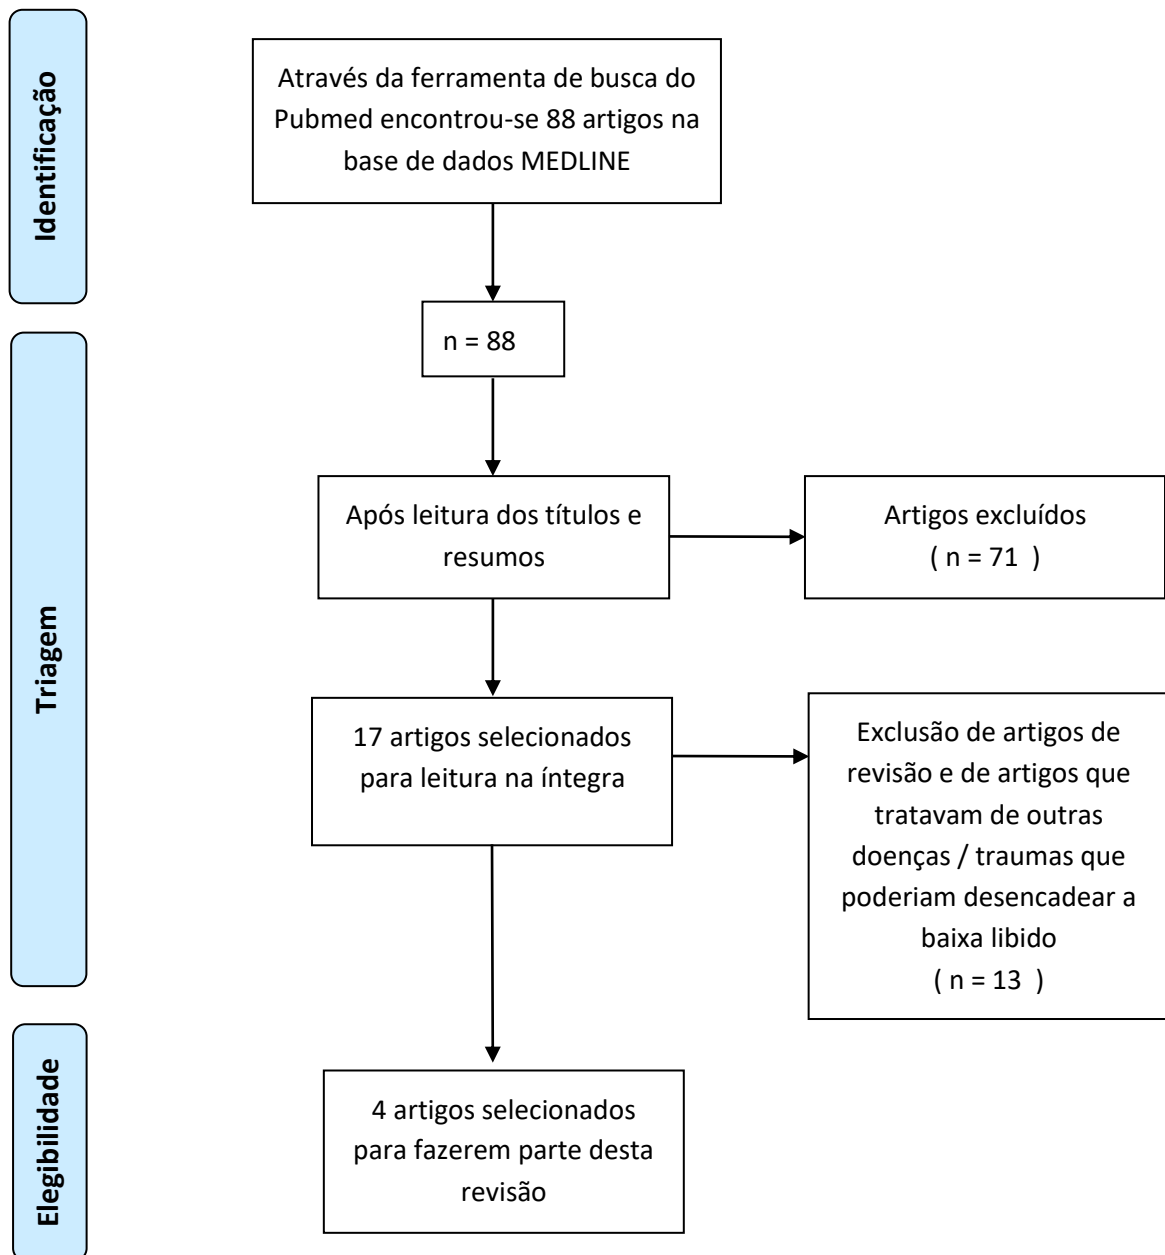 Identificação
Através da ferramenta de busca do
Pubmed encontrou-se 88 artigos na
base de dados MEDLINE
n = 88
Triagem
Após leitura dos títulos e
resumos
Artigos excluídos
( n = 71 )
17 artigos selecionados
para leitura na íntegra
Exclusão de artigos de
revisão e de artigos que
tratavam de outras
doenças / traumas que
poderiam desencadear a
baixa libido
( n = 13 )
Elegibilidade
4 artigos selecionados
para fazerem parte desta
revisão